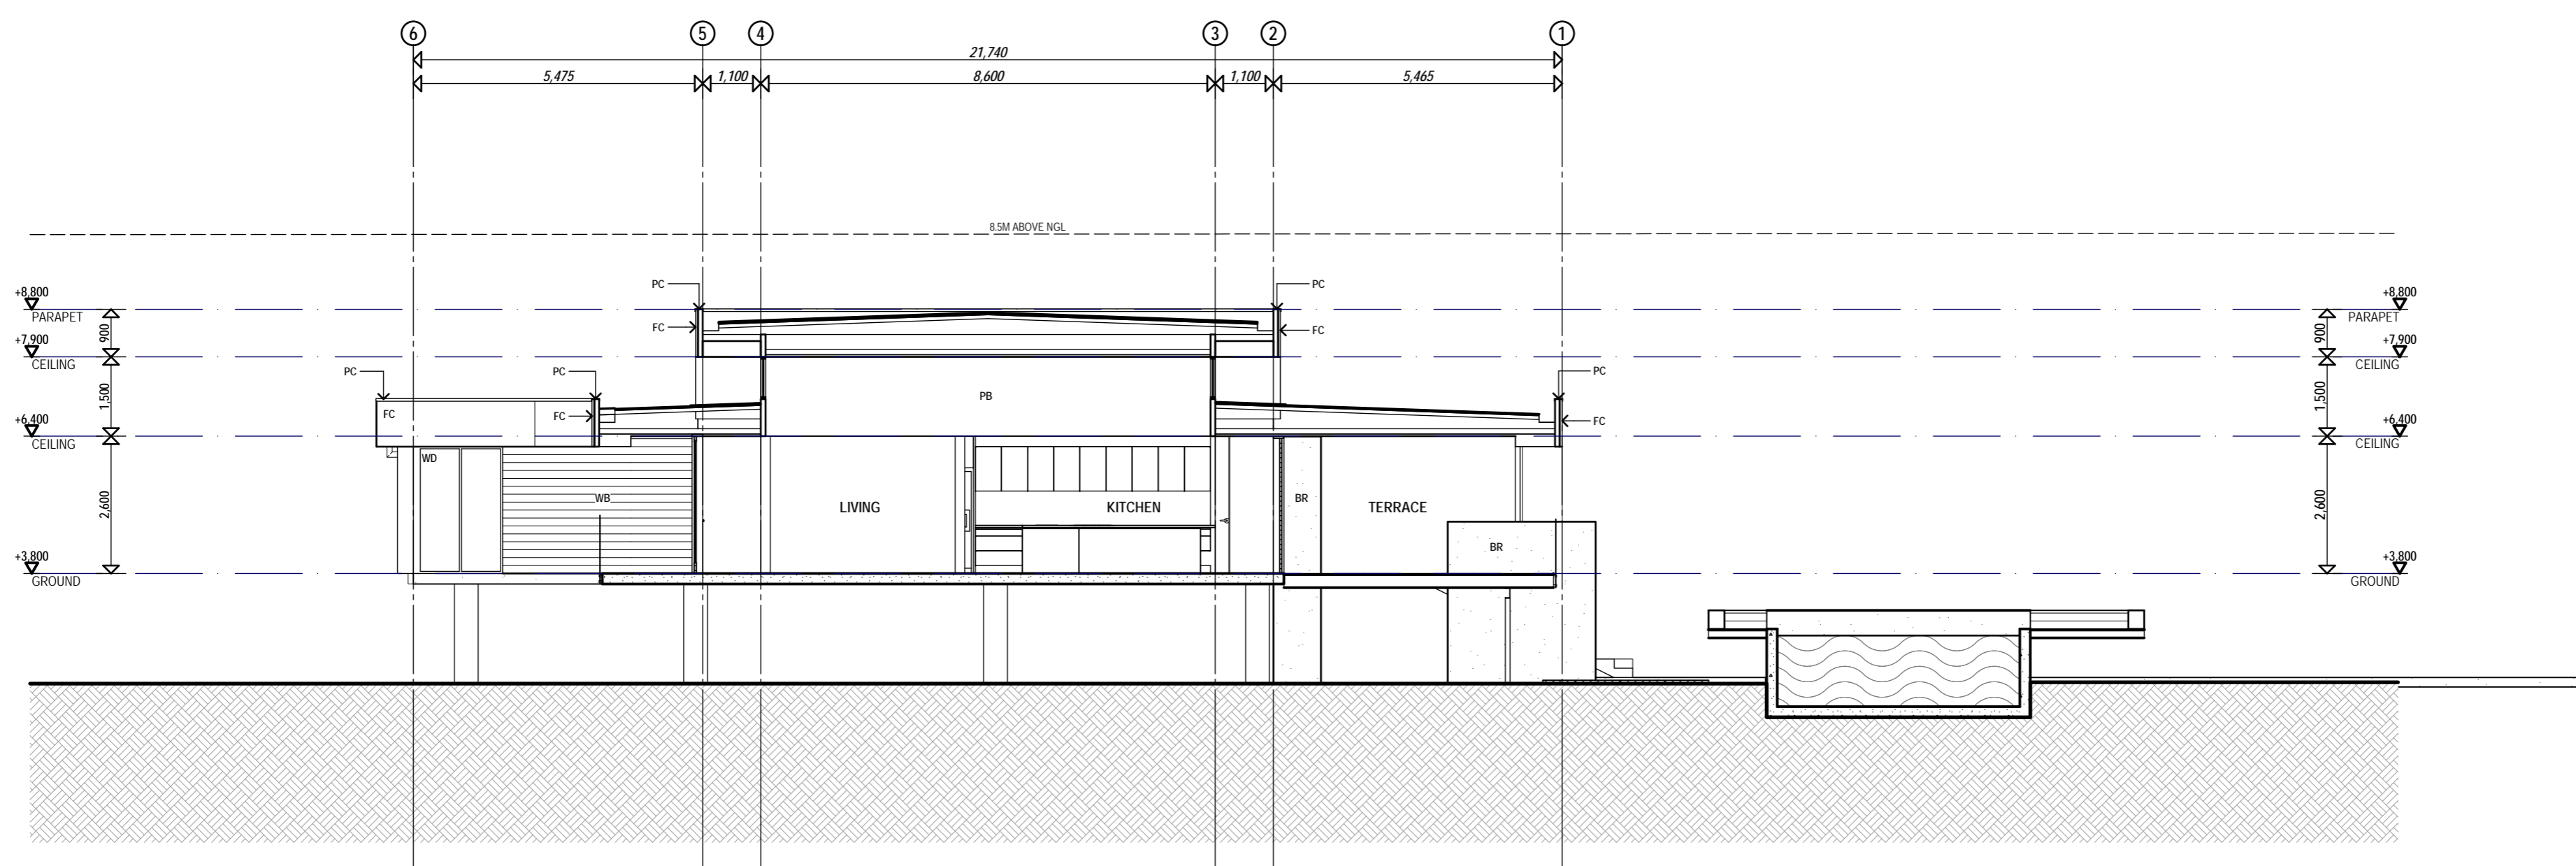 6 5 4 3 2 1
21,740
5,475 1,100 8,600 1,100 5,465
8.5M ABOVE NGL
PC PC
+8,800 +8,800
PARAPET PARAPET
FC FC
900 900
+7,900 +7,900
CEILING CEILING
PC PC PC
1,500 PB 1,500
FC FC FC
+6,400 +6,400
CEILING CEILING
WD
2,600 WB LIVING KITCHEN BR TERRACE 2,600
BR
+3,800 +3,800
GROUND GROUND